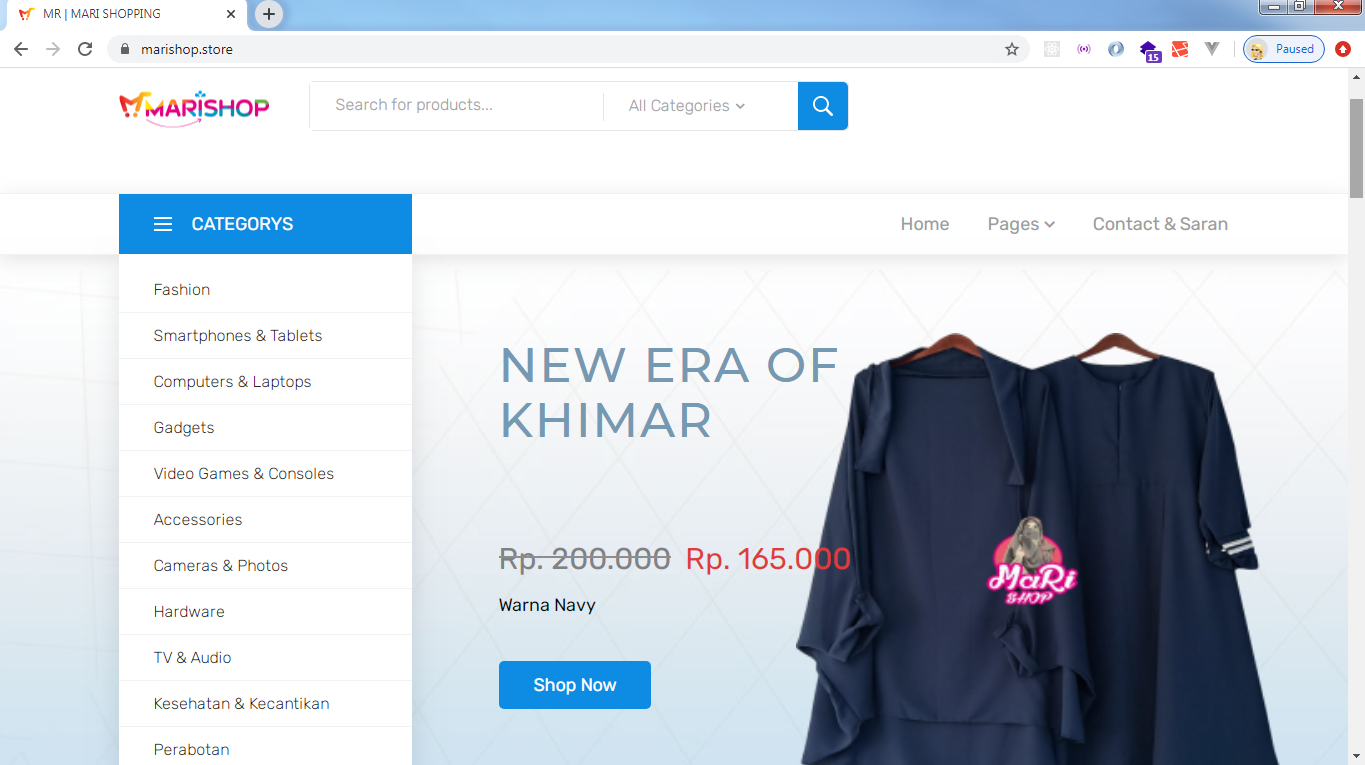 MR | MARI SHOPPING
marishop.store
15
Paused
MARISHOP
Search for products...
All Categories
CATEGORYS
Home
Pages
Contact & Saran
Fashion
Smartphones & Tablets
Computers & Laptops
Gadgets
Video Games & Consoles
Accessories
Cameras & Photos
Hardware
TV & Audio
Kesehatan & Kecantikan
Perabotan
NEW ERA OF
KHIMAR
Rp. 200.000 Rp. 165.000
Warna Navy
Shop Now
MaRi
SHOP